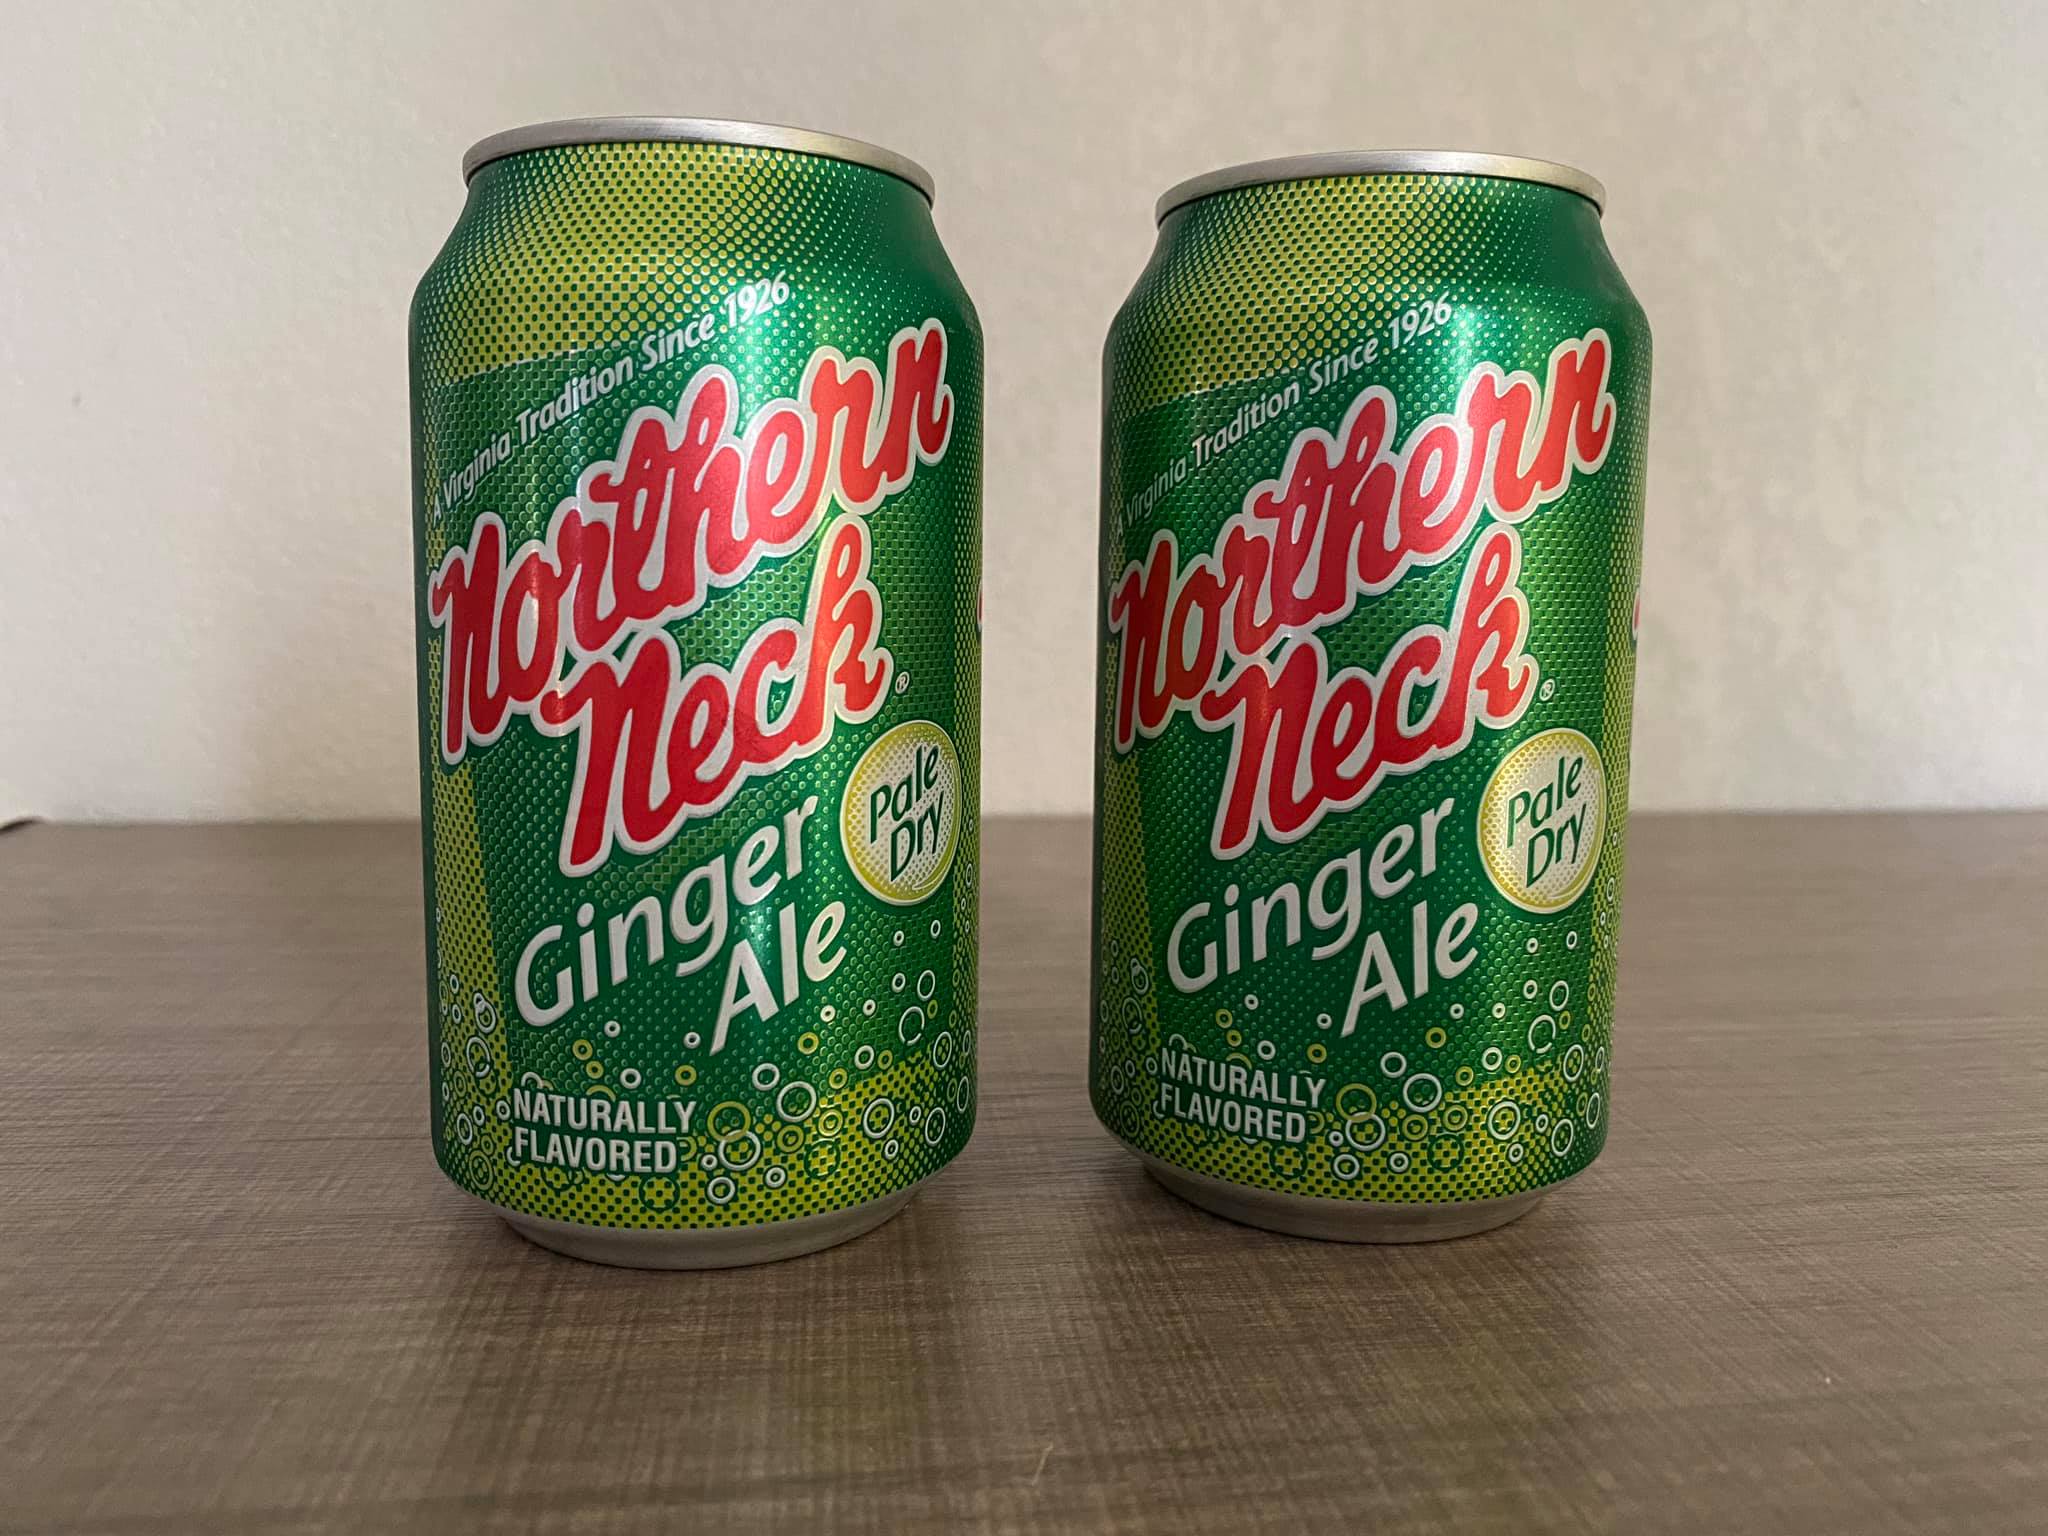 A Virginia Tradition Since 1926
Northern
Neck®
Pale
Dry
Ginger
Ale
NATURALLY
FLAVORED
A Virginia Tradition Since 1926
Northern
Neck®
Pale
Dry
Ginger
Ale
NATURALLY
FLAVORED